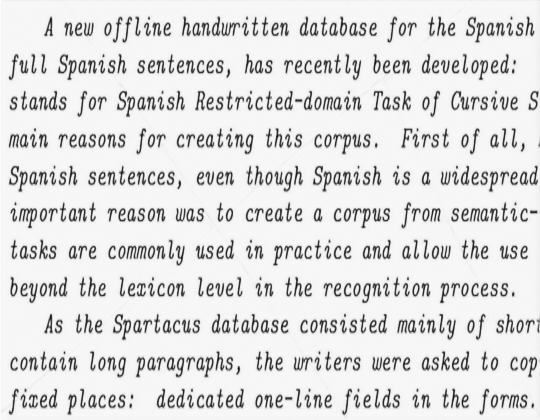 A new offline handwritten database for the Spanish
full Spanish sentences, has recently been developed:
stands for Spanish Restricted-domain Task of Cursive S
main reasons for creating this corpus. First of all,
Spanish sentences, even though Spanish is a widespread
important reason was to create a corpus from semantic-
tasks are commonly used in practice and allow the use
beyond the lexicon level in the recognition process.
As the Spartacus database consisted mainly of short
contain long paragraphs, the writers were asked to cop
fixed places: dedicated one-line fields in the forms.